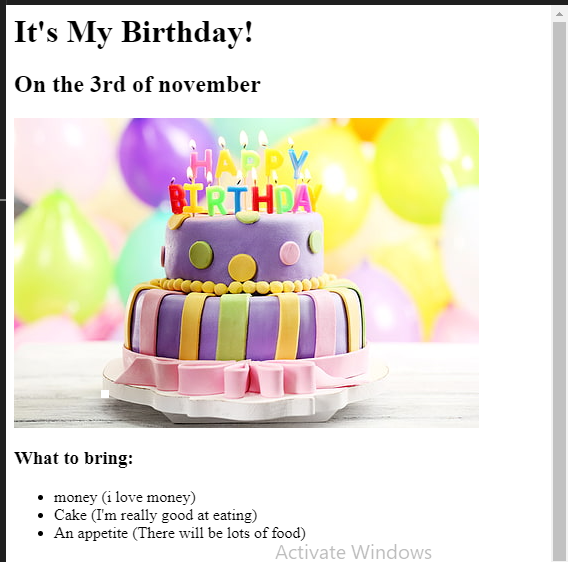 It's My Birthday!
On the 3rd of november
HAPPY
BIRTHDAY
What to bring:
money (i love money)
Cake (I'm really good at eating)
An appetite (There will be lots of food)
Activate Windows